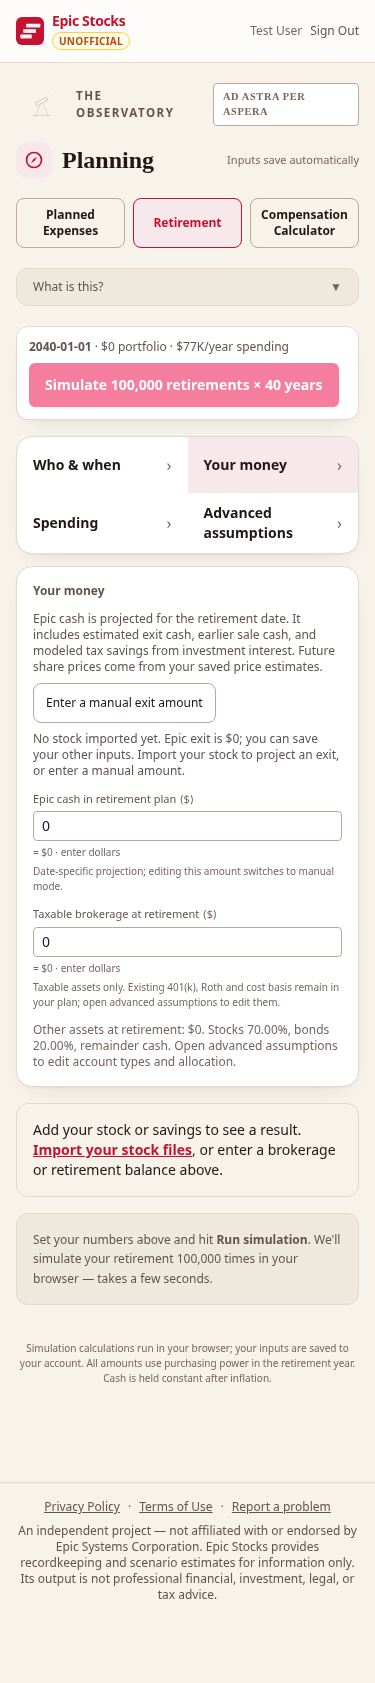 Epic Stocks
UNOFFICIAL
Test User
Sign Out
THE
OBSERVATORY
AD ASTRA PER
ASPERA
Planning
Inputs save automatically
Planned
Expenses
Retirement
Compensation
Calculator
What is this?
▼
2040-01-01 · $0 portfolio · $77K/year spending
Simulate 100,000 retirements × 40 years
Who & when ›
Your money ›
Spending ›
Advanced
assumptions ›
Your money
Epic cash is projected for the retirement date. It
includes estimated exit cash, earlier sale cash, and
modeled tax savings from investment interest. Future
share prices come from your saved price estimates.
Enter a manual exit amount
No stock imported yet. Epic exit is $0; you can save
your other inputs. Import your stock to project an exit,
or enter a manual amount.
Epic cash in retirement plan ($)
0
= $0 · enter dollars
Date-specific projection; editing this amount switches to manual
mode.
Taxable brokerage at retirement ($)
0
= $0 · enter dollars
Taxable assets only. Existing 401(k), Roth and cost basis remain in
your plan; open advanced assumptions to edit them.
Other assets at retirement: $0. Stocks 70.00%, bonds
20.00%, remainder cash. Open advanced assumptions
to edit account types and allocation.
Add your stock or savings to see a result.
Import your stock files, or enter a brokerage
or retirement balance above.
Set your numbers above and hit Run simulation. We'll
simulate your retirement 100,000 times in your
browser — takes a few seconds.
Simulation calculations run in your browser; your inputs are saved to
your account. All amounts use purchasing power in the retirement year.
Cash is held constant after inflation.
Privacy Policy · Terms of Use · Report a problem
An independent project — not affiliated with or endorsed by
Epic Systems Corporation. Epic Stocks provides
recordkeeping and scenario estimates for information only.
Its output is not professional financial, investment, legal, or
tax advice.